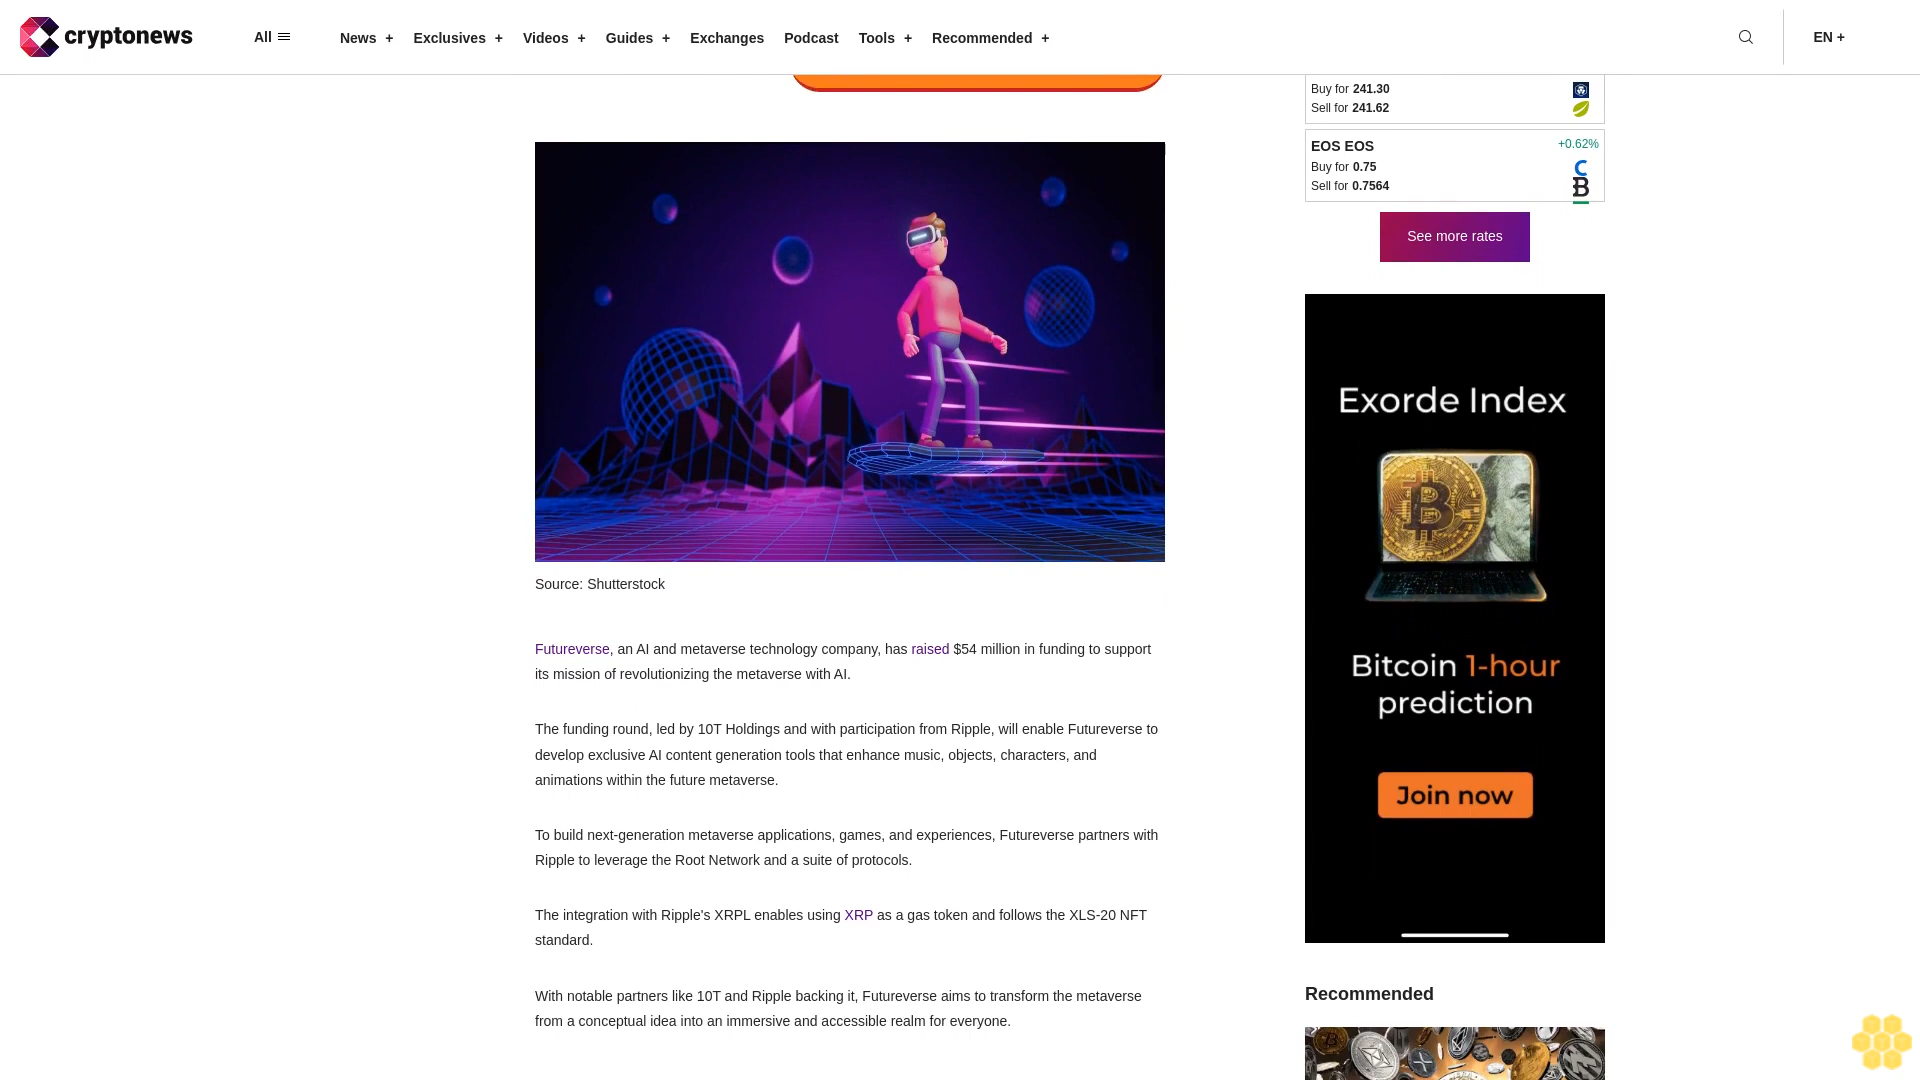 cryptonews
All
News +
Exclusives +
Videos +
Guides +
Exchanges
Podcast
Tools +
Recommended +
EN +
Buy for 241.30
Sell for 241.62
EOS EOS
+0.62%
Buy for 0.75
Sell for 0.7564
See more rates
Source: Shutterstock
Futureverse, an AI and metaverse technology company, has raised $54 million in funding to support
its mission of revolutionizing the metaverse with AI.
The funding round, led by 10T Holdings and with participation from Ripple, will enable Futureverse to
develop exclusive AI content generation tools that enhance music, objects, characters, and
animations within the future metaverse.
To build next-generation metaverse applications, games, and experiences, Futureverse partners with
Ripple to leverage the Root Network and a suite of protocols.
The integration with Ripple's XRPL enables using XRP as a gas token and follows the XLS-20 NFT
standard.
With notable partners like 10T and Ripple backing it, Futureverse aims to transform the metaverse
from a conceptual idea into an immersive and accessible realm for everyone.
Exorde Index
Bitcoin 1-hour
prediction
Join now
Recommended